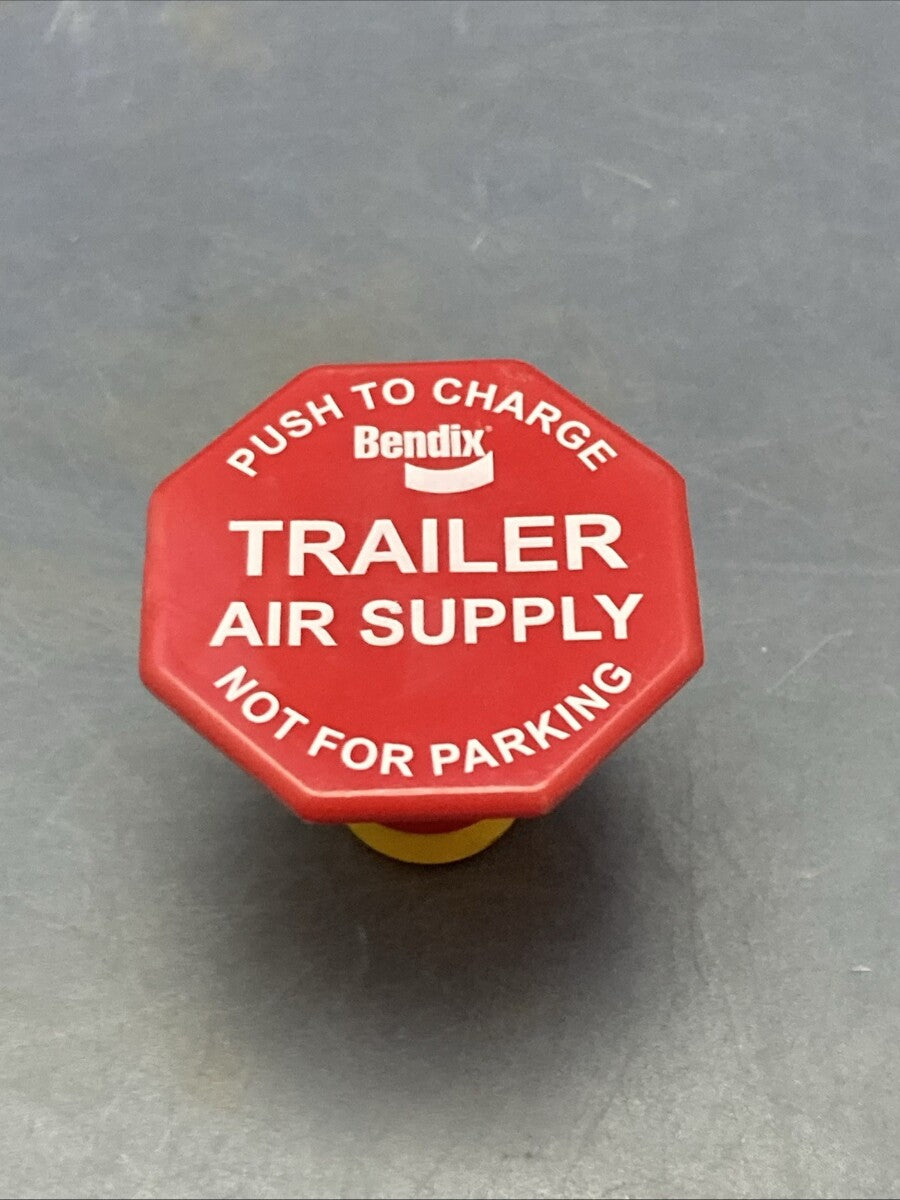 PUSH TO CHARGE
Bendix®
TRAILER
AIR SUPPLY
NOT FOR PARKING